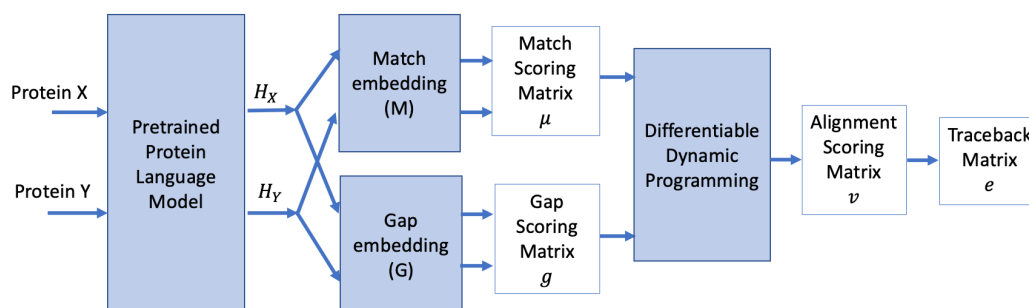 Protein X
Protein Y
Pretrained
Protein
Language
Model
H_X
H_Y
Match
embedding
(M)
Gap
embedding
(G)
Match
Scoring
Matrix
μ
Gap
Scoring
Matrix
g
Differentiable
Dynamic
Programming
Alignment
Scoring
Matrix
v
Traceback
Matrix
e